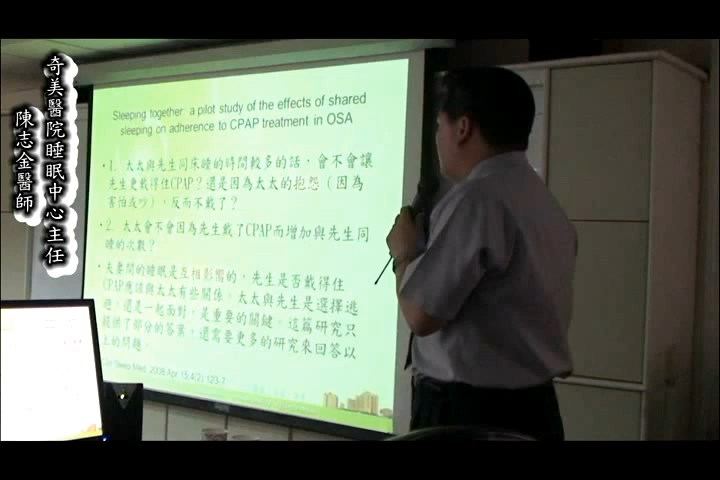 奇美醫院睡眠中心主任
陳志金醫師
Sleeping together: a pilot study of the effects of shared
sleeping on adherence to CPAP treatment in OSA
• 1. 太太與先生同床睡的時間較多的話，會不會讓
先生更戴得住CPAP？還是因為太太的抱怨（因為
害怕或吵），反而不戴了？
• 2. 太太會不會因為先生戴了CPAP而增加與先生同
睡的次數？
• 夫妻間的睡眠是互相影響的，先生是否戴得住
CPAP應該與太太有些關係。太太與先生是選擇逃
避，還是一起面對，是重要的關鍵。這篇研究只
提供了部分的答案，還需要更多的研究來回答以
上的問題。
Sleep Med. 2008 Apr 15;4(2) 123-7